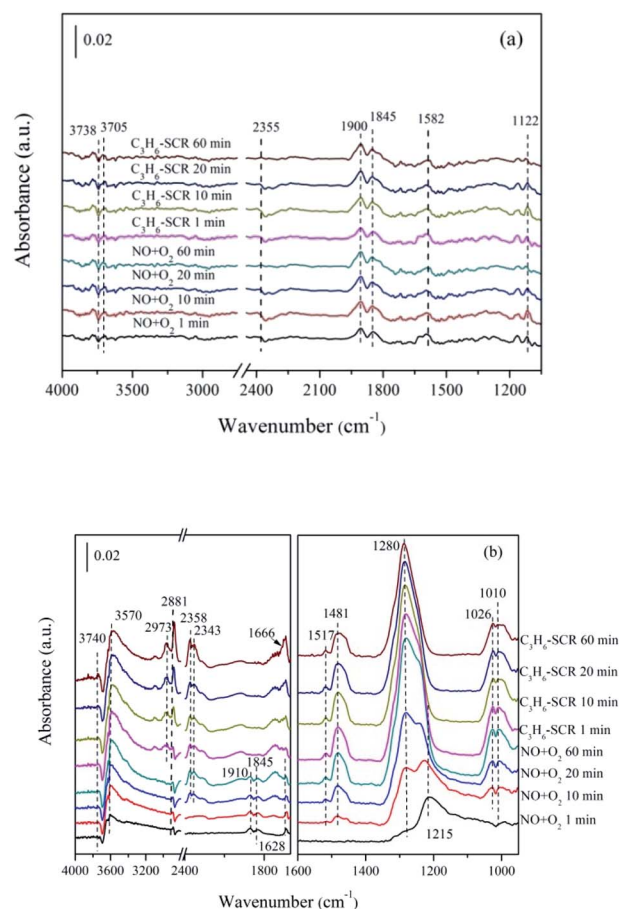 0.02
(a)
3738
3705
2355
1900
1845
1582
1122
C3H6-SCR 60 min
C3H6-SCR 20 min
C3H6-SCR 10 min
C3H6-SCR 1 min
NO+O2 60 min
NO+O2 20 min
NO+O2 10 min
NO+O2 1 min
Absorbance (a.u.)
4000 3500 3000 2400 2100 1800 1500 1200
Wavenumber (cm-1)
0.02
(b)
3740
3570
2973
2881
2358
2343
1666
1910
1845
1628
1517
1481
1280
1215
1026
1010
C3H6-SCR 60 min
C3H6-SCR 20 min
C3H6-SCR 10 min
C3H6-SCR 1 min
NO+O2 60 min
NO+O2 20 min
NO+O2 10 min
NO+O2 1 min
Absorbance (a.u.)
4000 3600 3200 2800 24 1800 16
1600 1400 1200 1000
Wavenumber (cm-1)